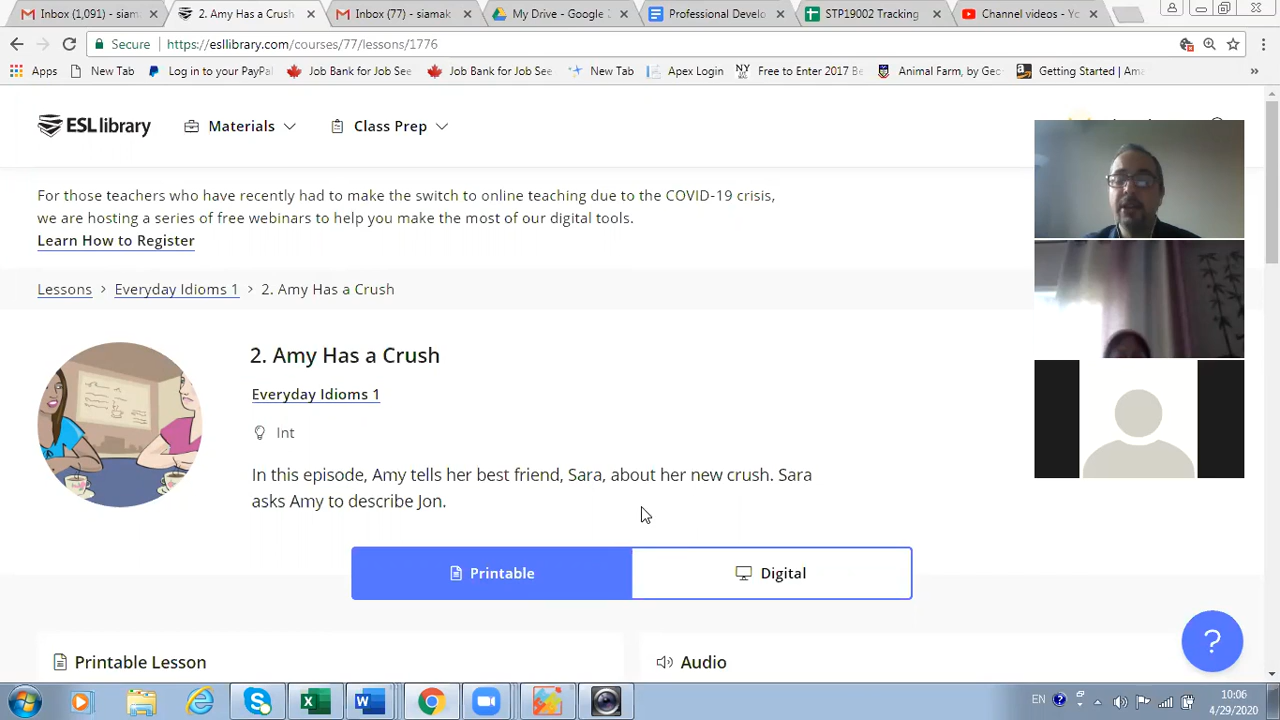 Inbox (1,091) - siam
2. Amy Has a Crush
Inbox (77) - siamak
My Drive - Google
Professional Develo
STP19002 Tracking
Channel videos - Yo
Secure https://esllibrary.com/courses/77/lessons/1776
Apps New Tab Log in to your PayPal Job Bank for Job See Job Bank for Job See New Tab Apex Login NY Free to Enter 2017 Be Animal Farm, by Geo Getting Started | Am »
ESL library Materials Class Prep
For those teachers who have recently had to make the switch to online teaching due to the COVID-19 crisis,
we are hosting a series of free webinars to help you make the most of our digital tools.
Learn How to Register
Lessons > Everyday Idioms 1 > 2. Amy Has a Crush
2. Amy Has a Crush
Everyday Idioms 1
Int
In this episode, Amy tells her best friend, Sara, about her new crush. Sara
asks Amy to describe Jon.
Printable Digital
Printable Lesson Audio
?
EN 10:06
4/29/2020